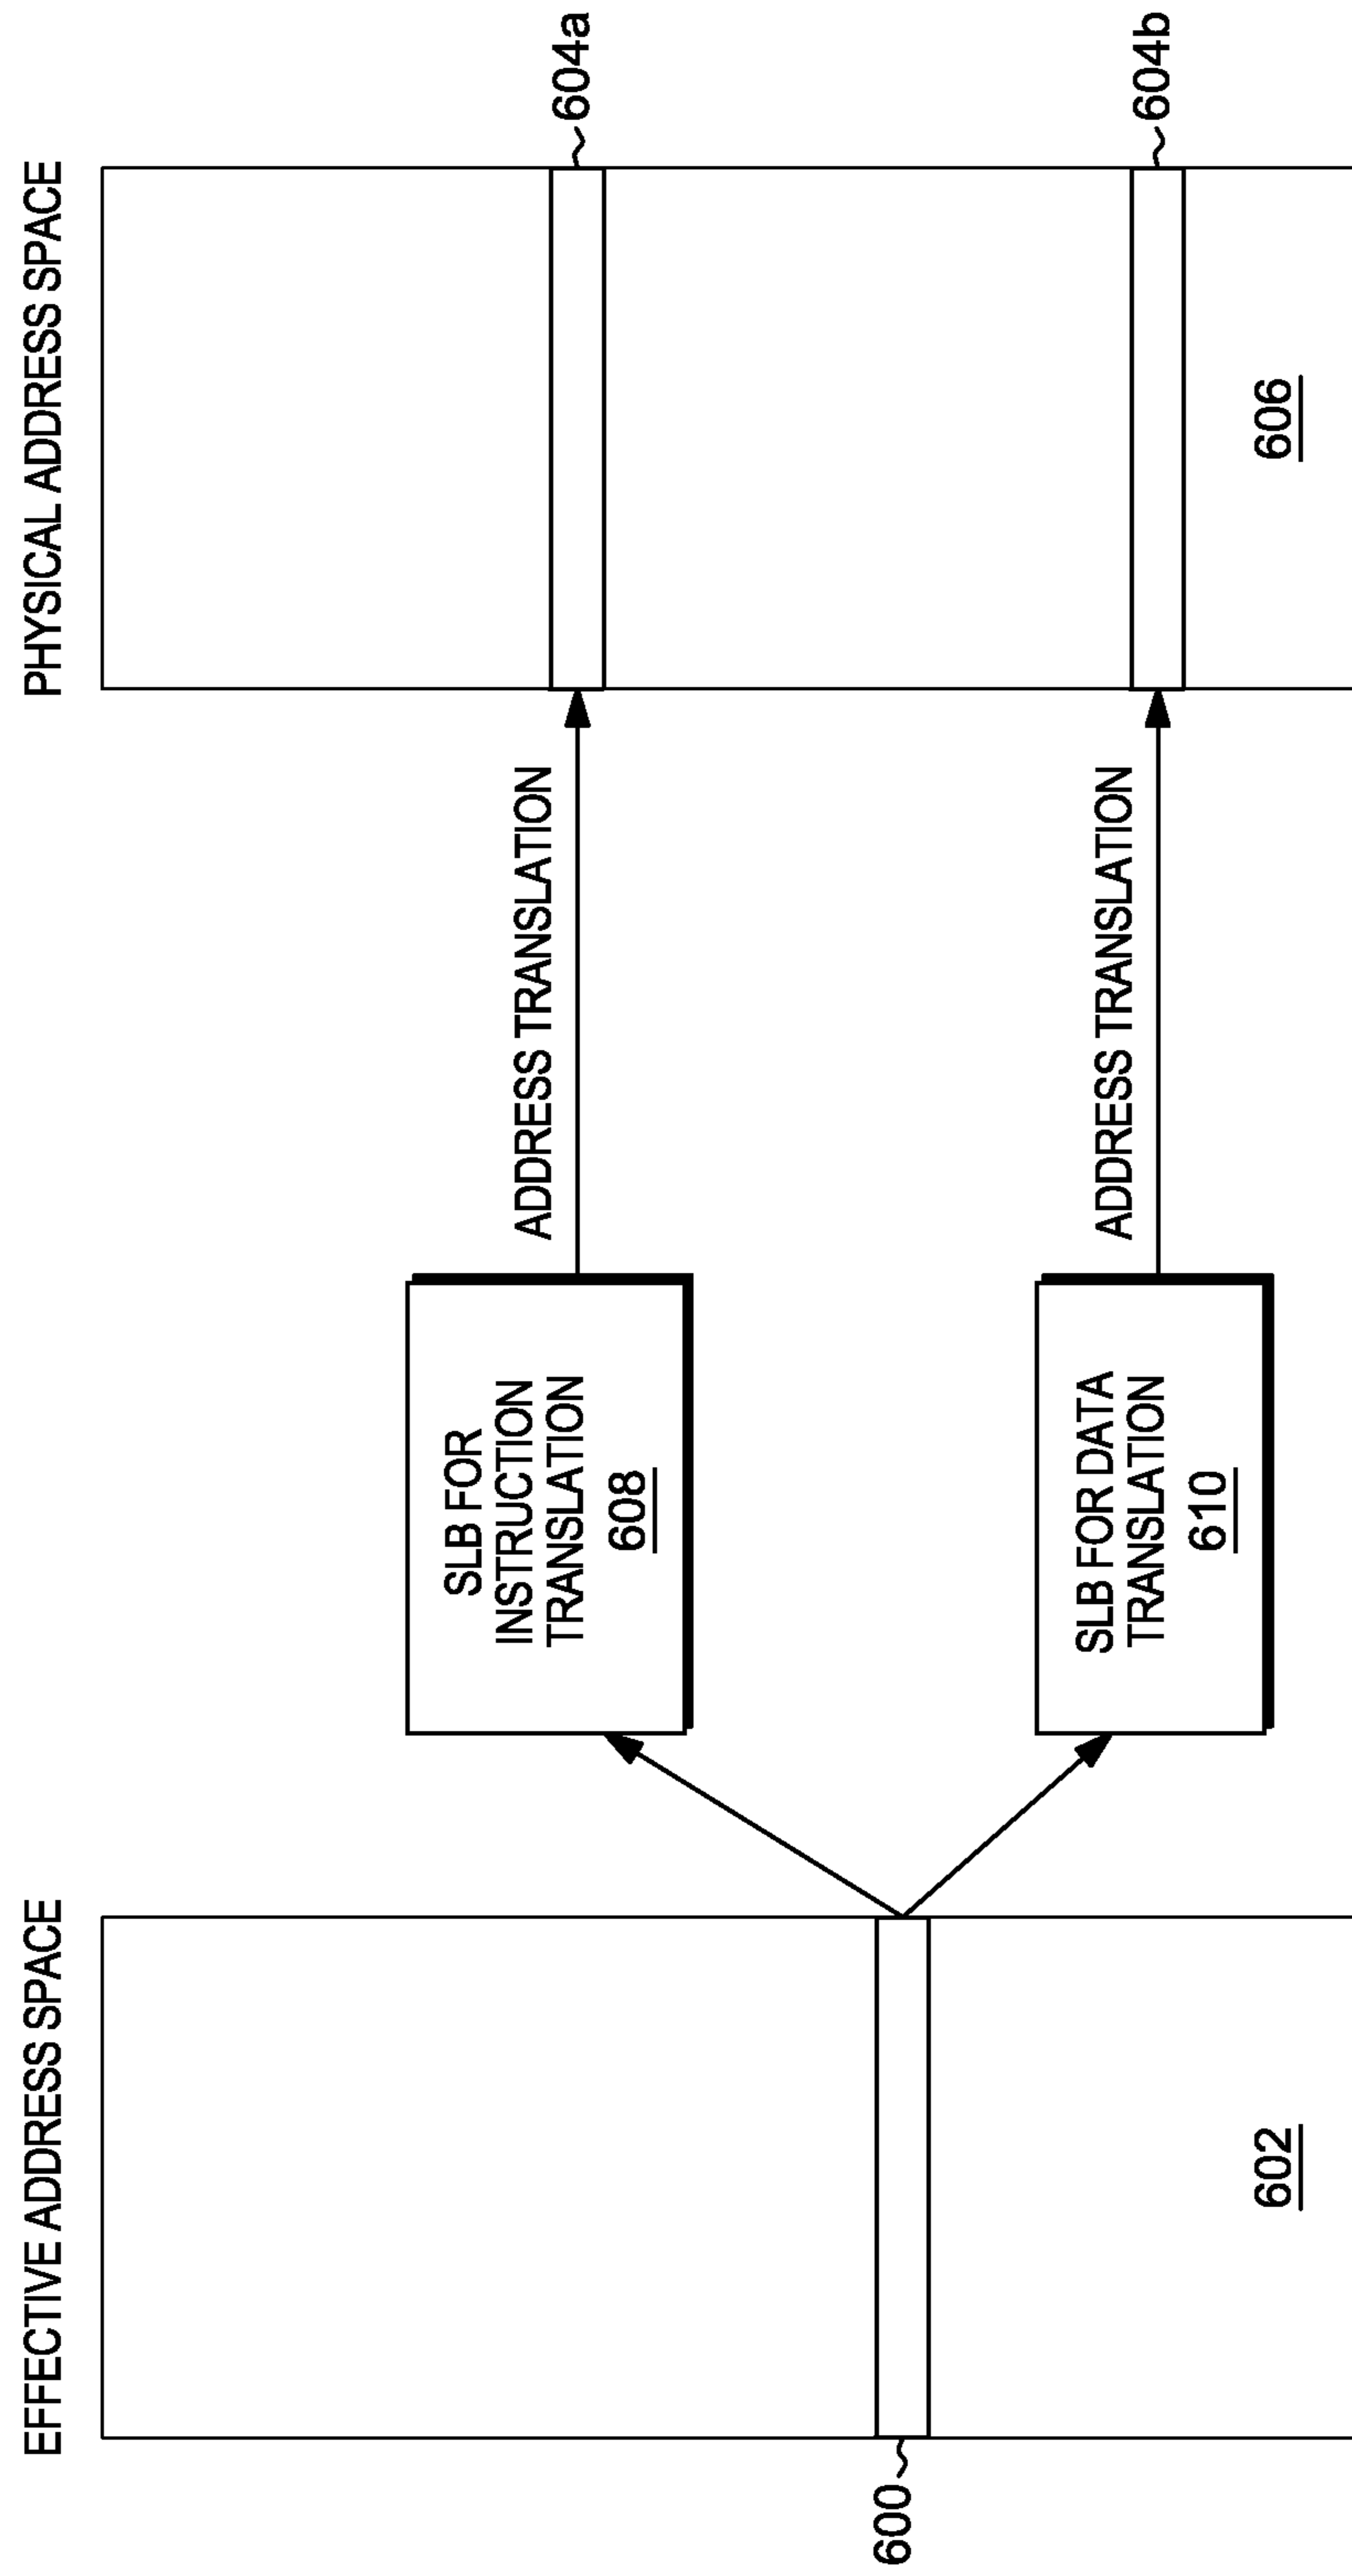 EFFECTIVE ADDRESS SPACE
PHYSICAL ADDRESS SPACE
SLB FOR
INSTRUCTION
TRANSLATION
608
ADDRESS TRANSLATION
604a
600
SLB FOR DATA
TRANSLATION
610
ADDRESS TRANSLATION
604b
602
606